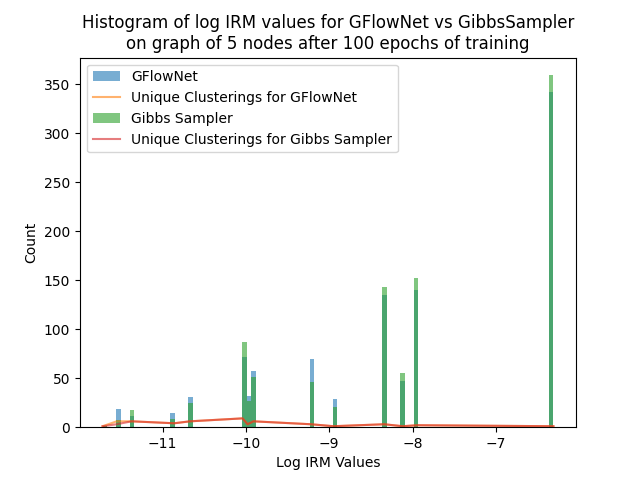 Histogram of log IRM values for GFlowNet vs GibbsSampler
on graph of 5 nodes after 100 epochs of training
GFlowNet
Unique Clusterings for GFlowNet
Gibbs Sampler
Unique Clusterings for Gibbs Sampler
350
300
250
200
150
100
50
0
Count
−11
−10
−9
−8
−7
Log IRM Values